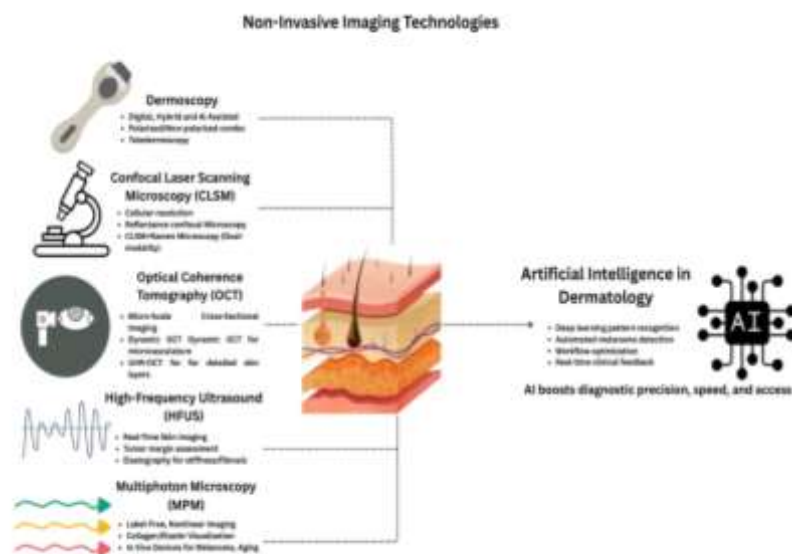 Non-Invasive Imaging Technologies
Dermoscopy
• Digital, Hybrid and AI Assisted
• Polarized/Non polarized combo
• Teledermoscopy
Confocal Laser Scanning
Microscopy (CLSM)
• Cellular resolution
• Reflectance confocal Microscopy
• CLSM+Raman Microscopy (Dual
modality)
Optical Coherence
Tomography (OCT)
• Micro-Scale Cross-Sectional
Imaging
• Dynamic OCT Dynamic OCT for
microvasculature
• for for detailed skin
layers
High-Frequency Ultrasound
(HFUS)
• Real-Time Skin Imaging
• Tumor margin assessment
• Elastography for stiffness/fibrosis
Multiphoton Microscopy
(MPM)
• Label-Free, Nonlinear Imaging
• Collagen/Elastin Visualization
• In Vivo Devices for Melanoma, Aging
Artificial Intelligence in
Dermatology
• Deep learning pattern recognition
• Automated melanoma detection
• Workflow optimization
• Real-time clinical feedback
AI boosts diagnostic precision, speed, and access
AI